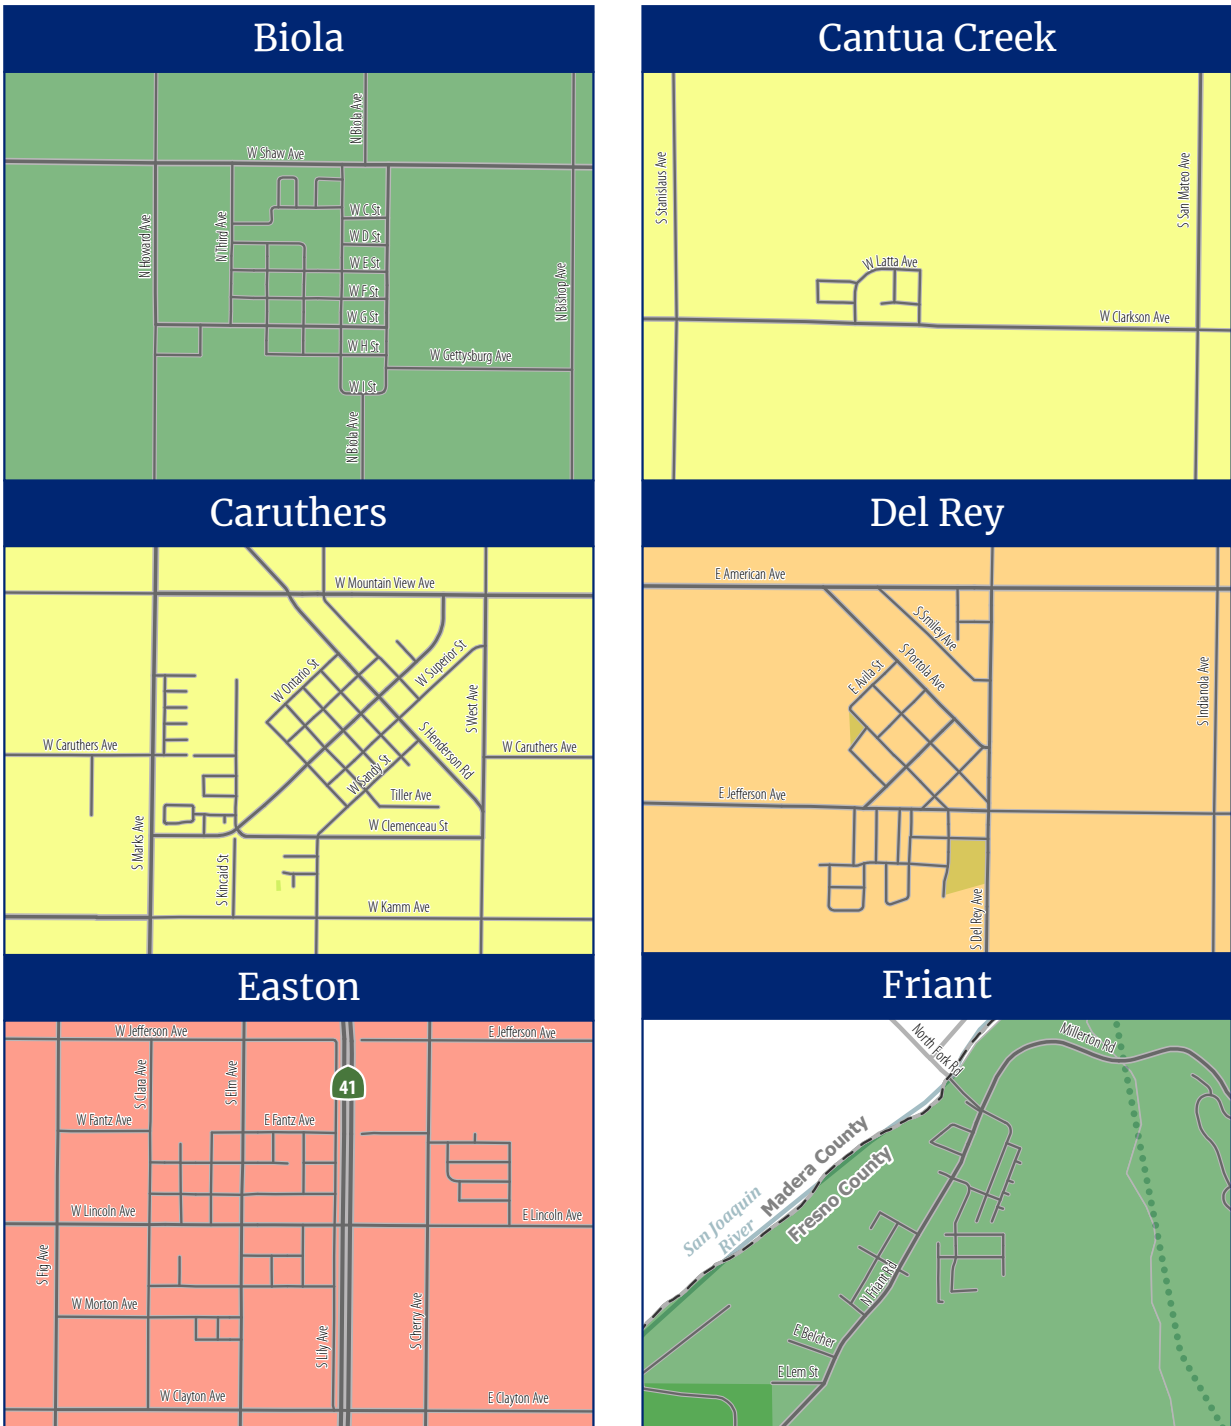 Biola
N Biola Ave
W Shaw Ave
N Howard Ave
N Third Ave
W C St
W D St
W E St
W F St
W G St
W H St
W I St
N Bishop Ave
W Gettysburg Ave
N Biola Ave
Cantua Creek
S Stanislaus Ave
S San Mateo Ave
W Latta Ave
W Clarkson Ave
Caruthers
W Mountain View Ave
W Ontario St
W Superior St
S West Ave
W Caruthers Ave
W Caruthers Ave
S Henderson Rd
W Sandy St
Tiller Ave
W Clemenceau St
S Marks Ave
S Kincaid St
W Kamm Ave
Del Rey
E American Ave
S Smiley Ave
S Portola Ave
E Avila St
S Indianola Ave
E Jefferson Ave
S Del Rey Ave
Easton
W Jefferson Ave
E Jefferson Ave
S Clara Ave
S Elm Ave
41
W Fantz Ave
E Fantz Ave
W Lincoln Ave
E Lincoln Ave
S Fig Ave
W Morton Ave
S Lily Ave
S Cherry Ave
W Clayton Ave
E Clayton Ave
Friant
North Fork Rd
Millerton Rd
Madera County
Fresno County
San Joaquin
River
N Friant Rd
E Belcher
E Lem St